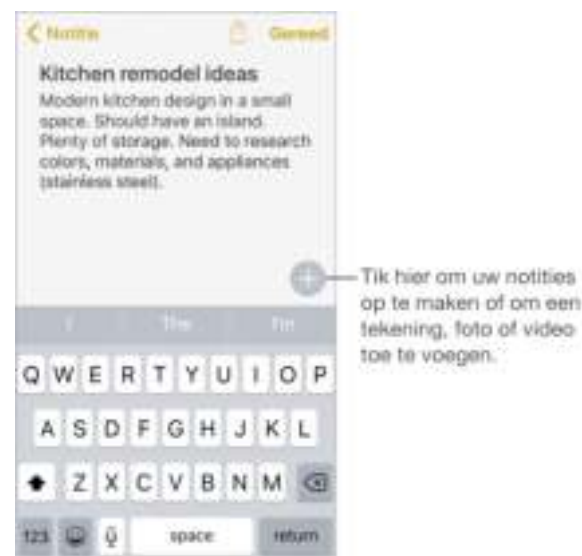 Notities Gereed
Kitchen remodel ideas
Modern kitchen design in a small
space. Should have an island.
Plenty of storage. Need to research
colors, materials, and appliances
(stainless steel).
Tik hier om uw notities
op te maken of om een
tekening, foto of video
toe te voegen.
I The I'm
Q W E R T Y U I O P
A S D F G H J K L
Z X C V B N M
123 space return